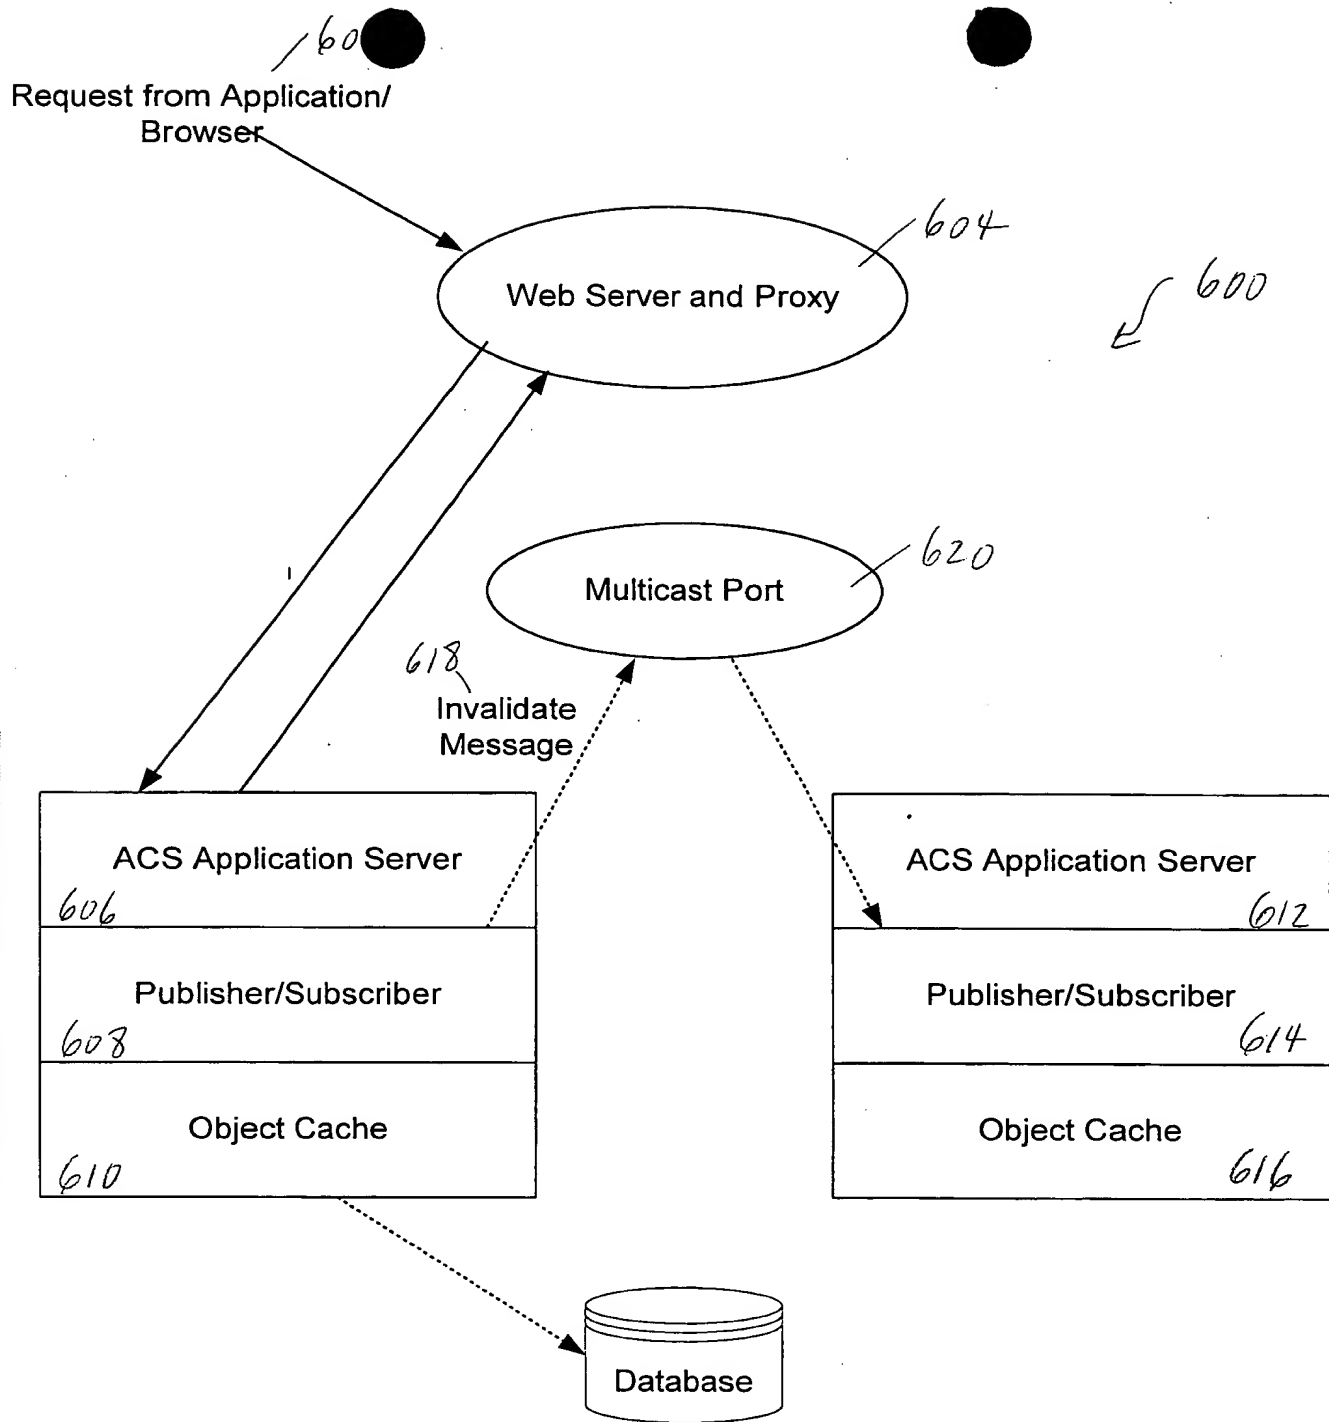 60
Request from Application/
Browser
604
Web Server and Proxy
600
620
Multicast Port
618
Invalidate
Message
ACS Application Server
606
Publisher/Subscriber
608
Object Cache
610
ACS Application Server
612
Publisher/Subscriber
614
Object Cache
616
Database